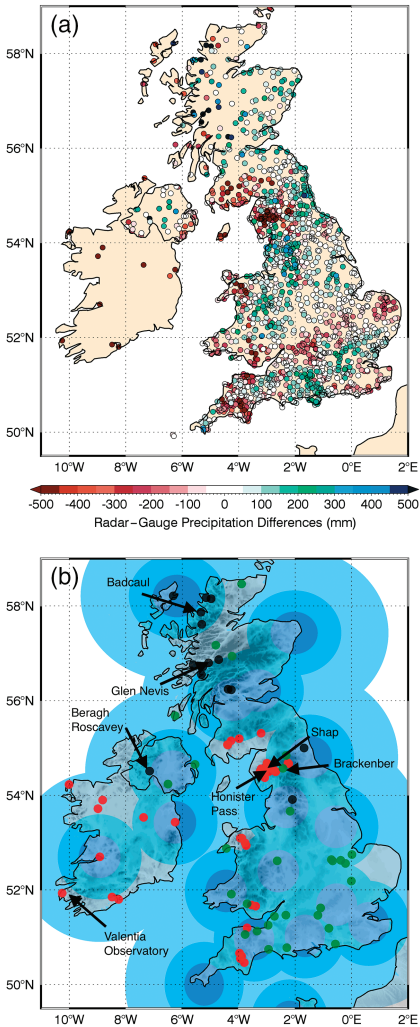 (a)
58°N
56°N
54°N
52°N
50°N
10°W 8°W 6°W 4°W 2°W 0°E 2°E
-500 -400 -300 -200 -100 0 100 200 300 400 500
Radar-Gauge Precipitation Differences (mm)
(b)
Badcaul
58°N
Glen Nevis
56°N
Beragh
Roscavey
Shap
Brackenber
54°N
Honister
Pass
52°N
Valentia
Observatory
50°N
10°W 8°W 6°W 4°W 2°W 0°E 2°E